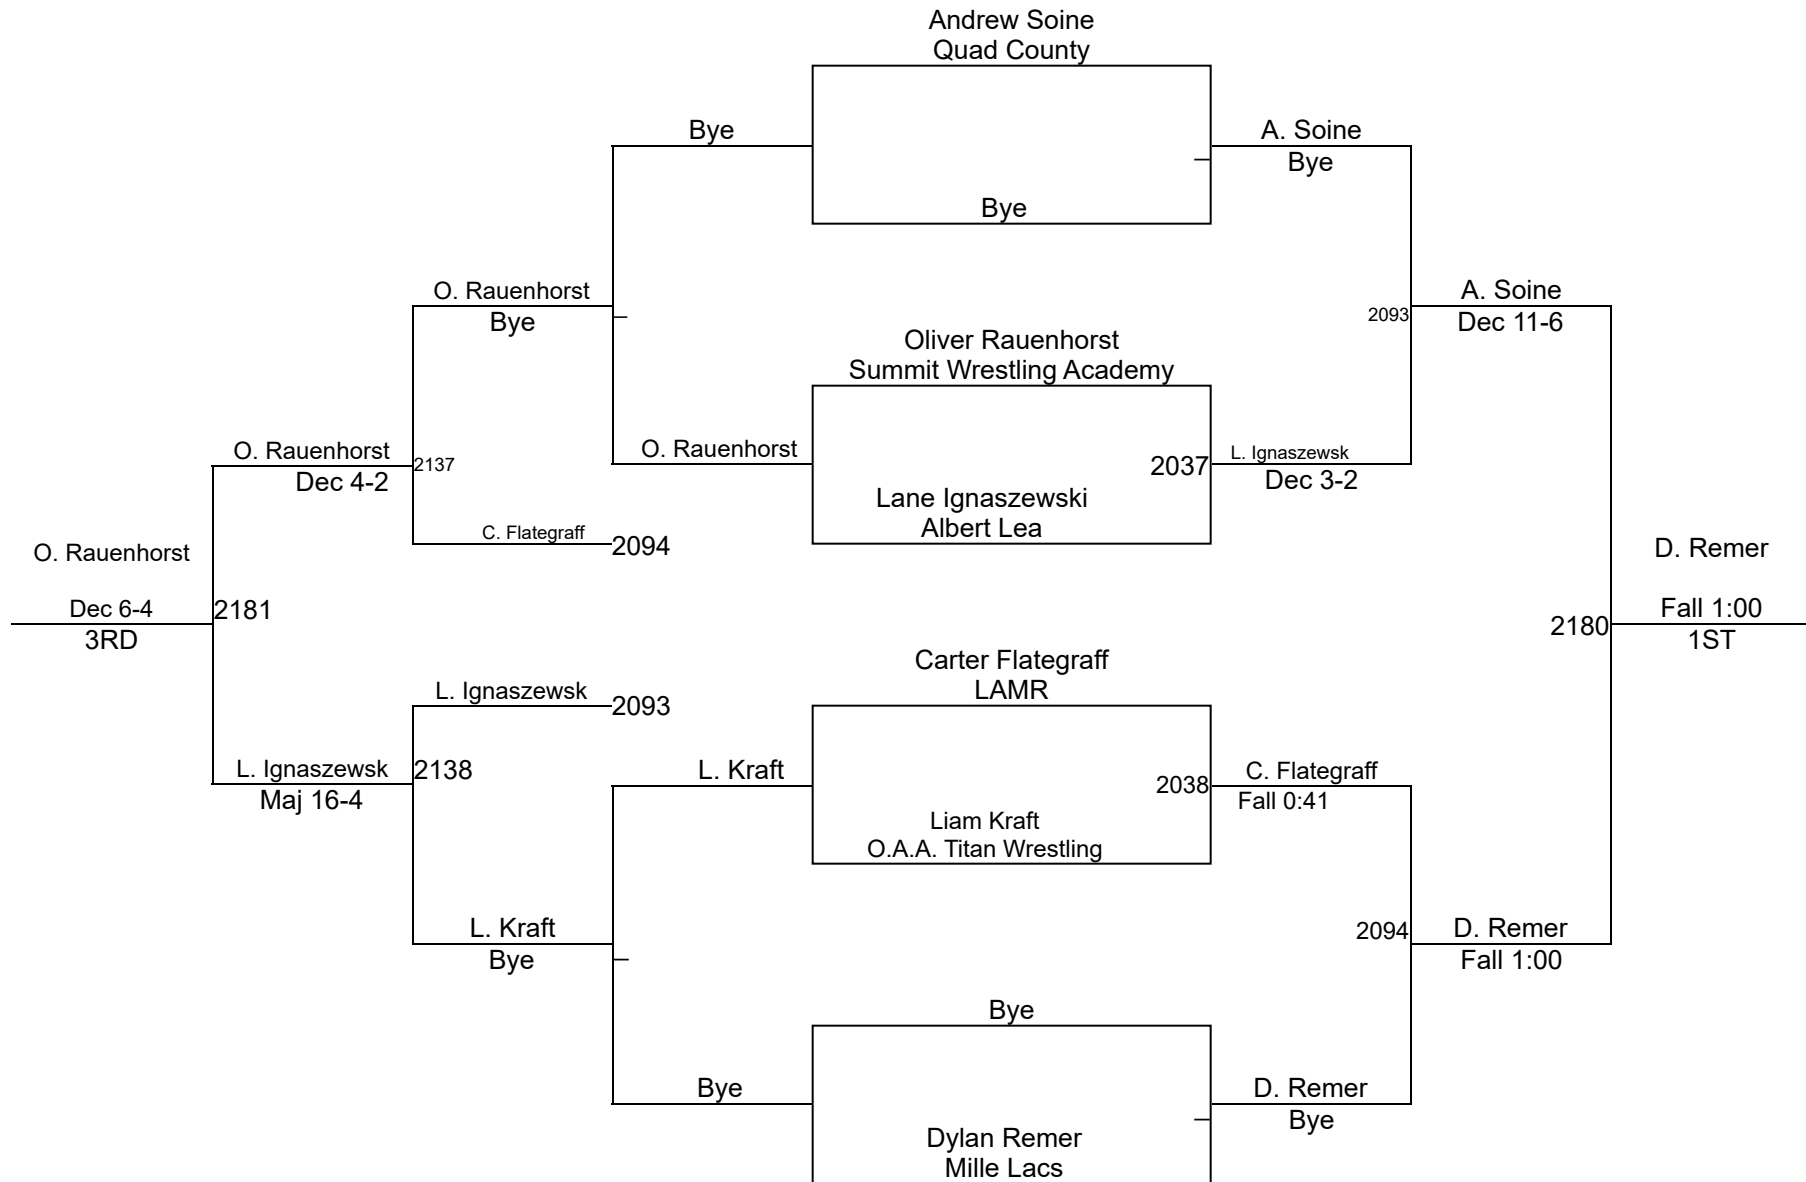 Andrew Soine
Quad County
Bye
A. Soine
Bye
Bye
O. Rauenhorst
Bye
A. Soine
2093
Dec 11-6
Oliver Rauenhorst
Summit Wrestling Academy
O. Rauenhorst
Dec 4-2
2137
O. Rauenhorst
2037
L. Ignaszewsk
Dec 3-2
Lane Ignaszewski
Albert Lea
C. Flategraff
2094
O. Rauenhorst
Dec 6-4
3RD
2181
D. Remer
Fall 1:00
1ST
2180
Carter Flategraff
LAMR
L. Ignaszewsk
2093
L. Ignaszewsk
Maj 16-4
2138
L. Kraft
2038
C. Flategraff
Fall 0:41
Liam Kraft
O.A.A. Titan Wrestling
L. Kraft
Bye
2094
D. Remer
Fall 1:00
Bye
Bye
D. Remer
Bye
Dylan Remer
Mille Lacs